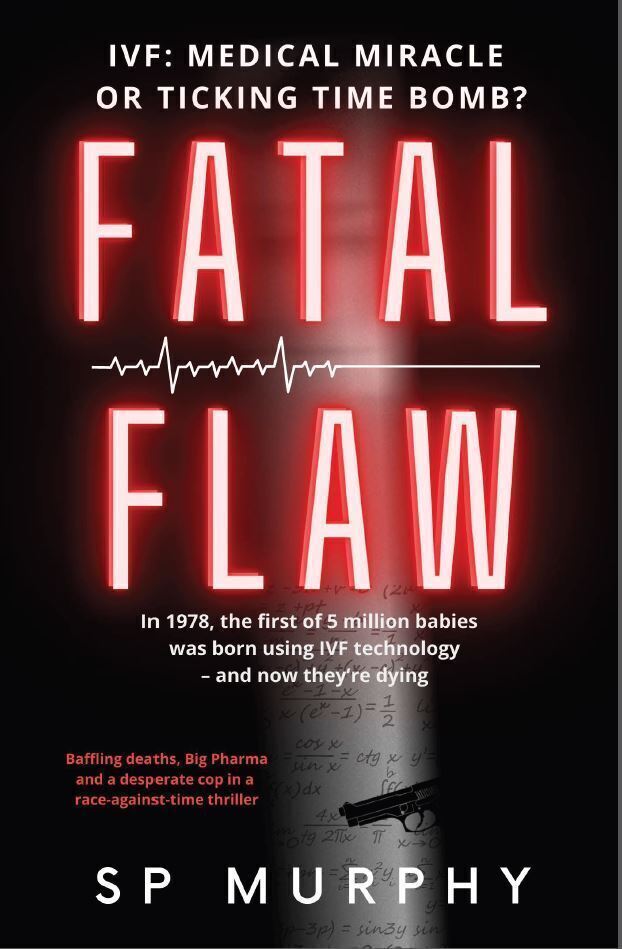 IVF: MEDICAL MIRACLE
OR TICKING TIME BOMB?
FATAL
FLAW
In 1978, the first of 5 million babies
was born using IVF technology
– and now they're dying
Baffling deaths, Big Pharma
and a desperate cop in a
race-against-time thriller
SP MURPHY